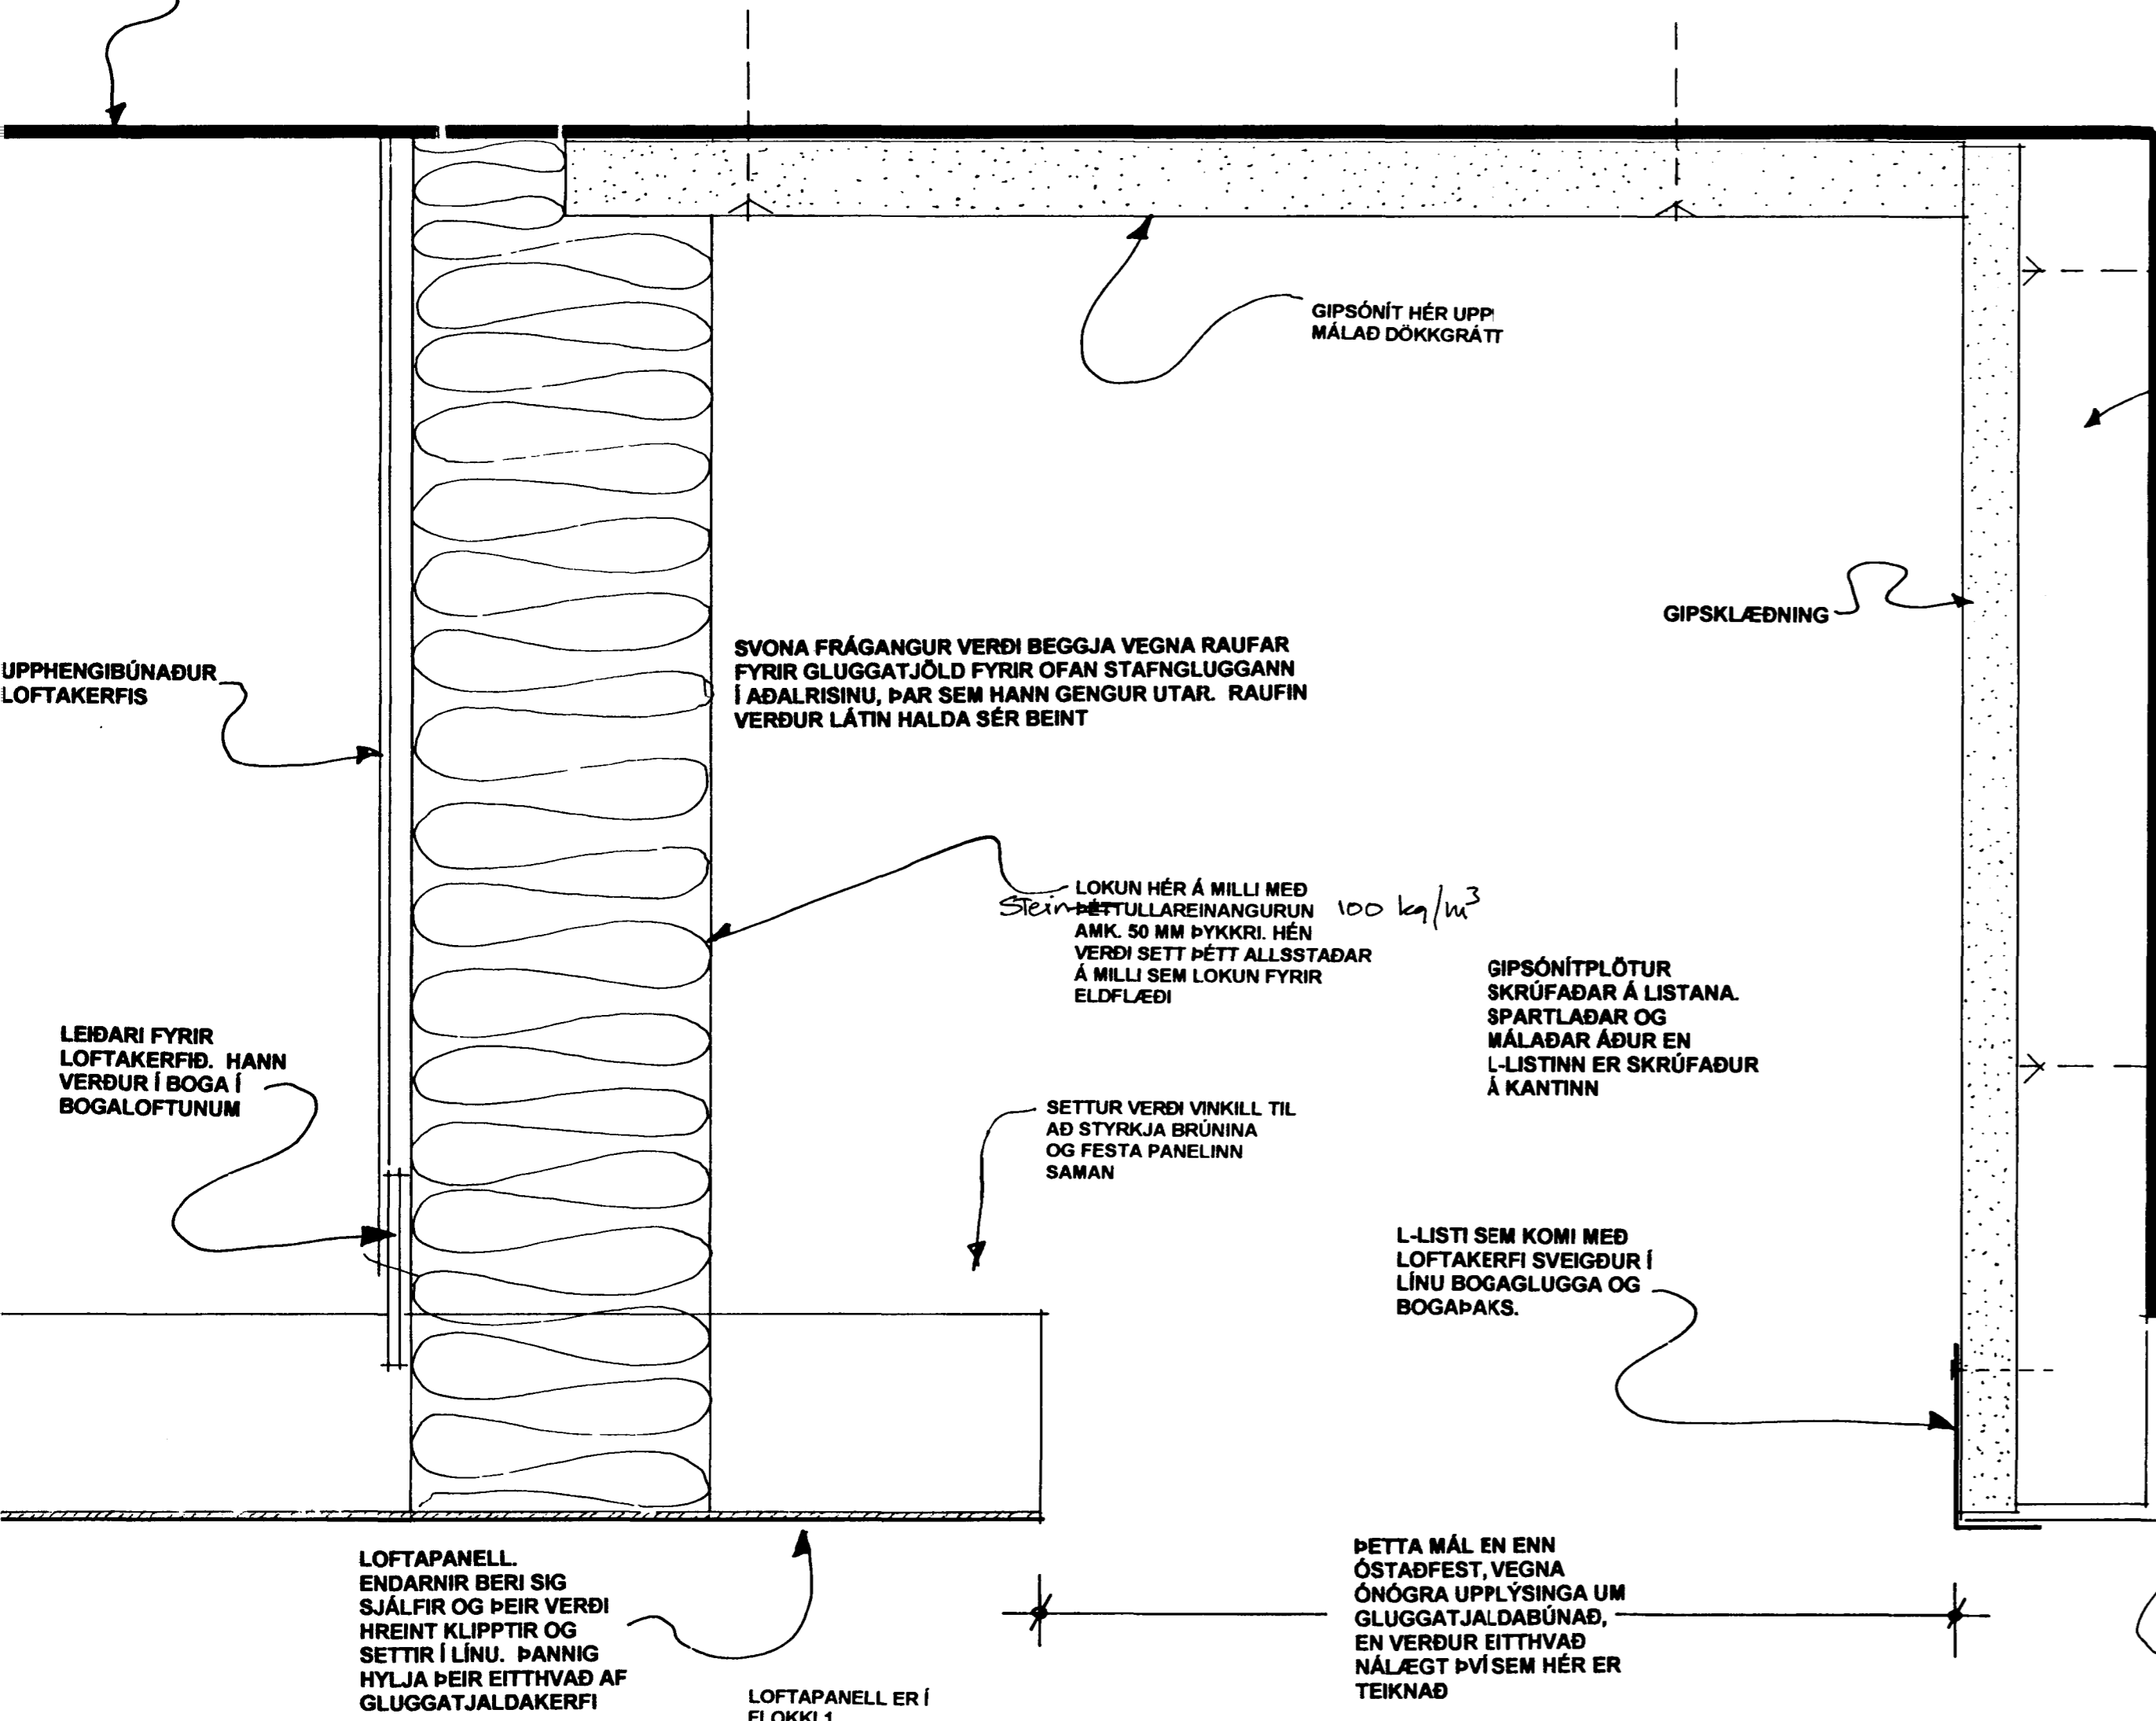 GIPSÓNÍT HÉR UPPI
MÁLAÐ DÖKKGRÁTT
GIPSKLÆÐNING
SVONA FRÁGANGUR VERÐI BEGGJA VEGNA RAUFAR
FYRIR GLUGGATJÖLD FYRIR OFAN STAFNGLUGGANN
Í AÐALRISINU, ÞAR SEM HANN GENGUR UTAR. RAUFIN
VERÐUR LÁTIN HALDA SÉR BEINT
UPPHENGIBÚNAÐUR
LOFTAKERFIS
LOKUN HÉR Á MILLI MEÐ
Stein ÞÉTTULLAREINANGURUN 100 kg/m³
AMK. 50 MM ÞYKKRI. HÉN
VERÐI SETT ÞÉTT ALLSSTAÐAR
Á MILLI SEM LOKUN FYRIR
ELDFLÆÐI
GIPSÓNÍTPLÖTUR
SKRÚFAÐAR Á LISTANA.
SPARTLAÐAR OG
MÁLAÐAR ÁÐUR EN
L-LISTINN ER SKRÚFAÐUR
Á KANTINN
LEIÐARI FYRIR
LOFTAKERFIÐ. HANN
VERÐUR Í BOGA Í
BOGALOFTUNUM
SETTUR VERÐI VINKILL TIL
AÐ STYRKJA BRÚNINA
OG FESTA PANELINN
SAMAN
L-LISTI SEM KOMI MEÐ
LOFTAKERFI SVEIGÐUR Í
LÍNU BOGAGLUGGA OG
BOGAÞAKS.
LOFTAPANELL.
ENDARNIR BERI SIG
SJÁLFIR OG ÞEIR VERÐI
HREINT KLIPPTIR OG
SETTIR Í LÍNU. ÞANNIG
HYLJA ÞEIR EITTHVAÐ AF
GLUGGATJALDAKERFI
LOFTAPANELL ER Í
FLOKKI 1
ÞETTA MÁL EN ENN
ÓSTAÐFEST, VEGNA
ÓNÓGRA UPPLÝSINGA UM
GLUGGATJALDABÚNAÐ,
EN VERÐUR EITTHVAÐ
NÁLÆGT ÞVÍ SEM HÉR ER
TEIKNAÐ